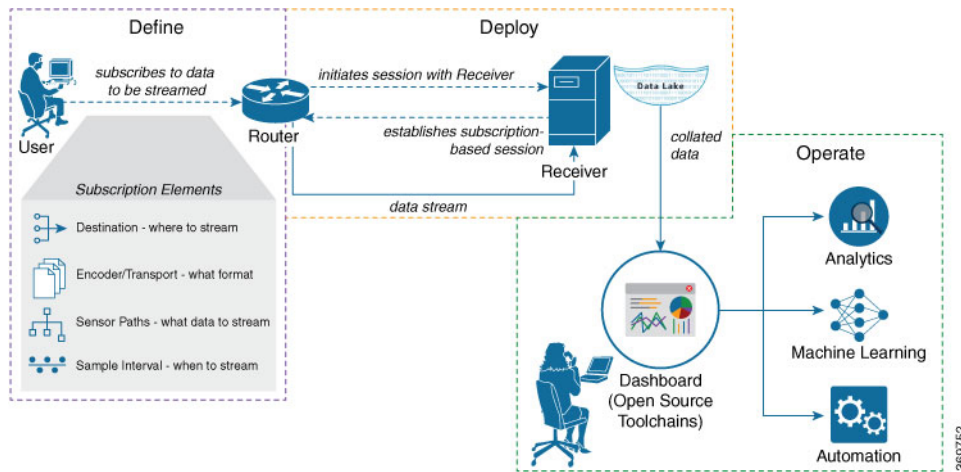 Define
Deploy
subscribes to data
to be streamed
initiates session with Receiver
Data Lake
User
Router
establishes subscription-
based session
Receiver
collated
data
Operate
data stream
Subscription Elements
Destination - where to stream
Encoder/Transport - what format
Sensor Paths - what data to stream
Sample Interval - when to stream
Analytics
Machine Learning
Dashboard
(Open Source
Toolchains)
Automation